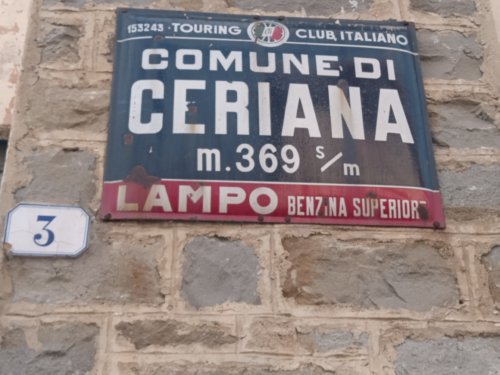 153243 · TOURING CLUB ITALIANO
COMUNE DI
CERIANA
m. 369 s/m
LAMPO BENZINA SUPERIORE
3